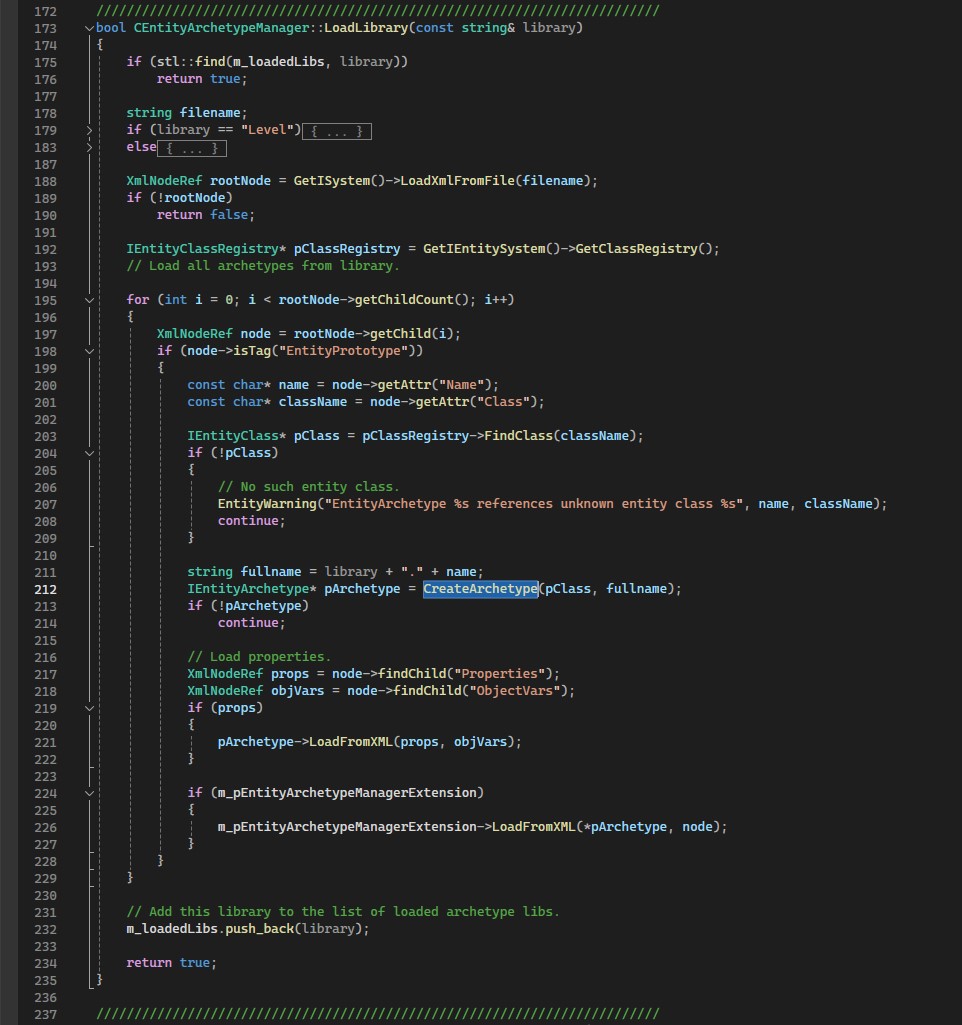 172 //////////////////////////////////////////////////////////////////////////
173 bool CEntityArchetypeManager::LoadLibrary(const string& library)
174 {
175 if (stl::find(m_loadedLibs, library))
176 return true;
177
178 string filename;
179 if (library == "Level"){ ... }
183 else{ ... }
187
188 XmlNodeRef rootNode = GetISystem()->LoadXmlFromFile(filename);
189 if (!rootNode)
190 return false;
191
192 IEntityClassRegistry* pClassRegistry = GetIEntitySystem()->GetClassRegistry();
193 // Load all archetypes from library.
194
195 for (int i = 0; i < rootNode->getChildCount(); i++)
196 {
197 XmlNodeRef node = rootNode->getChild(i);
198 if (node->isTag("EntityPrototype"))
199 {
200 const char* name = node->getAttr("Name");
201 const char* className = node->getAttr("Class");
202
203 IEntityClass* pClass = pClassRegistry->FindClass(className);
204 if (!pClass)
205 {
206 // No such entity class.
207 EntityWarning("EntityArchetype %s references unknown entity class %s", name, className);
208 continue;
209 }
210
211 string fullname = library + "." + name;
212 IEntityArchetype* pArchetype = CreateArchetype(pClass, fullname);
213 if (!pArchetype)
214 continue;
215
216 // Load properties.
217 XmlNodeRef props = node->findChild("Properties");
218 XmlNodeRef objVars = node->findChild("ObjectVars");
219 if (props)
220 {
221 pArchetype->LoadFromXML(props, objVars);
222 }
223
224 if (m_pEntityArchetypeManagerExtension)
225 {
226 m_pEntityArchetypeManagerExtension->LoadFromXML(*pArchetype, node);
227 }
228 }
229 }
230
231 // Add this library to the list of loaded archetype libs.
232 m_loadedLibs.push_back(library);
233
234 return true;
235 }
236
237 //////////////////////////////////////////////////////////////////////////